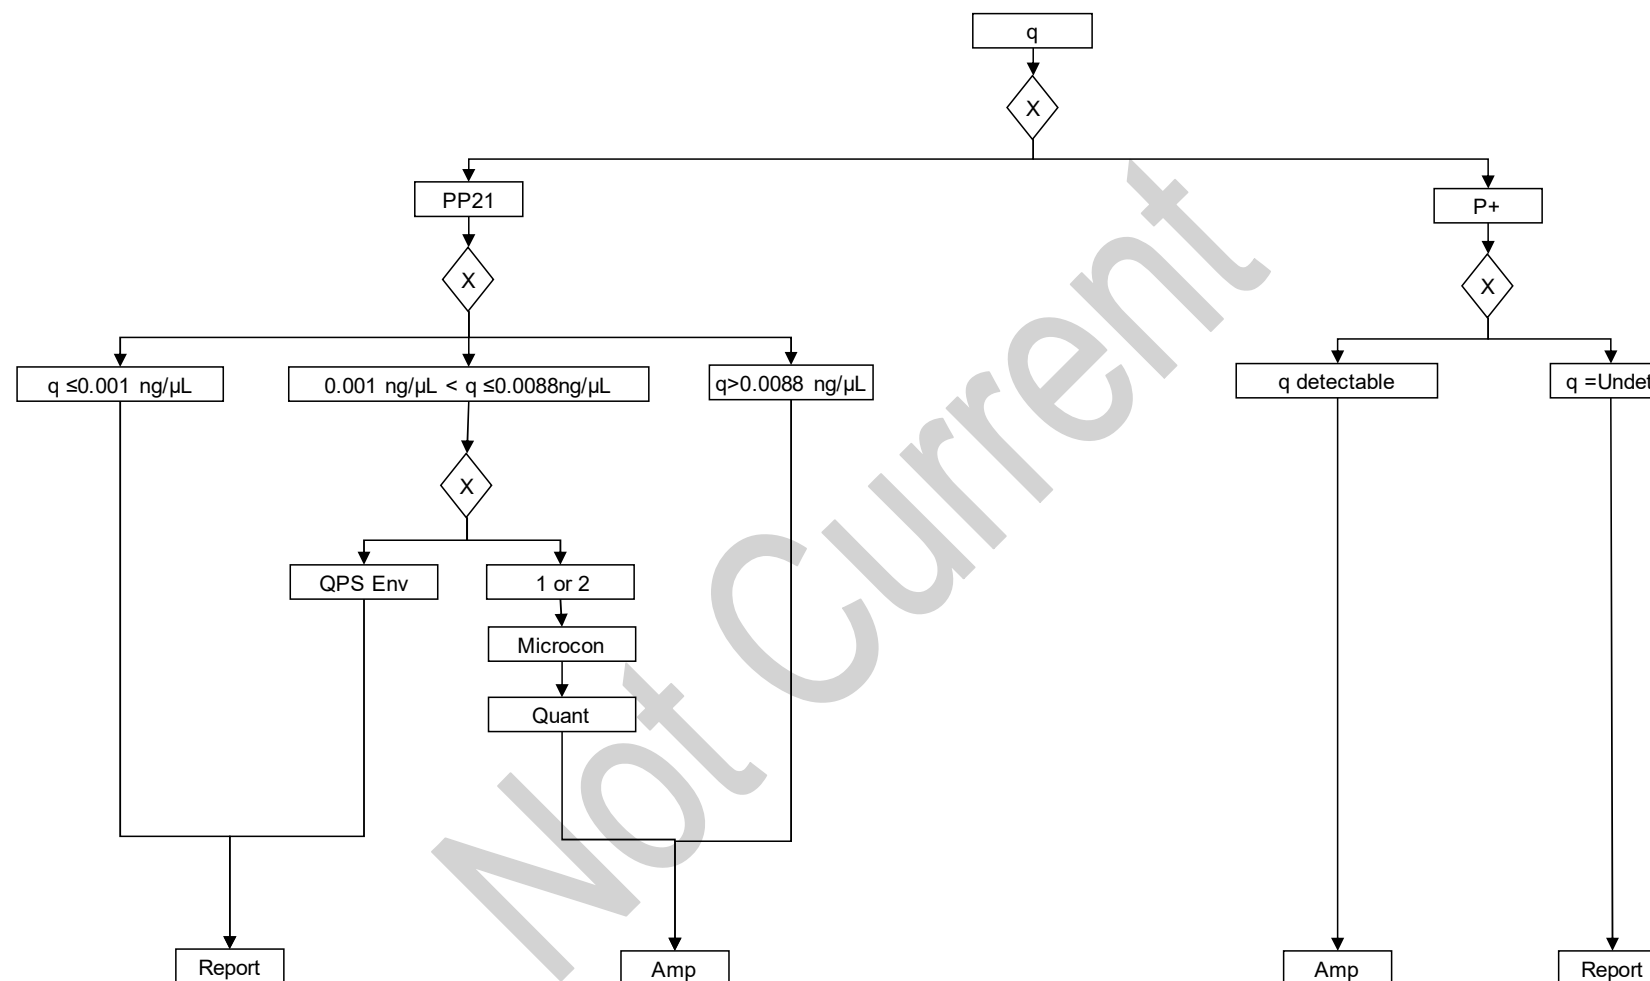 q
X
PP21
P+
X
X
q ≤0.001 ng/µL
0.001 ng/µL < q ≤0.0088ng/µL
q>0.0088 ng/µL
q detectable
q =Undet
X
QPS Env
1 or 2
Microcon
Quant
Report
Amp
Amp
Report
Not Current